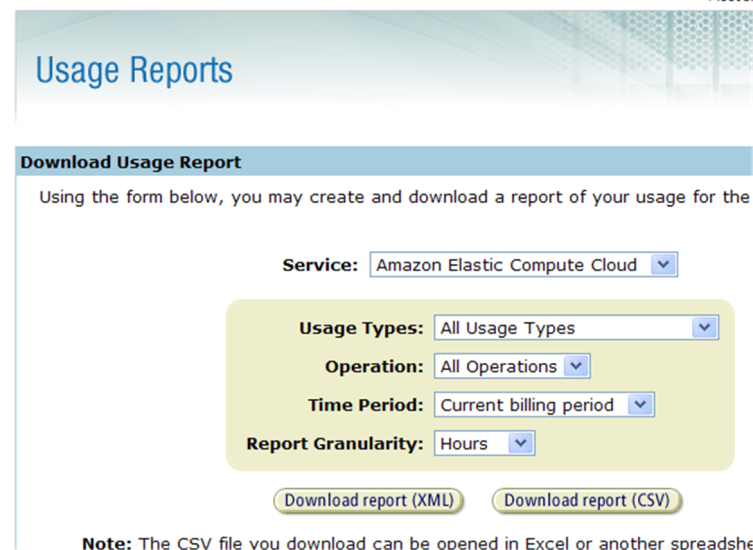 Usage Reports
Download Usage Report
Using the form below, you may create and download a report of your usage for the
Service: Amazon Elastic Compute Cloud
Usage Types: All Usage Types
Operation: All Operations
Time Period: Current billing period
Report Granularity: Hours
Download report (XML) Download report (CSV)
Note: The CSV file you download can be opened in Excel or another spreadshe